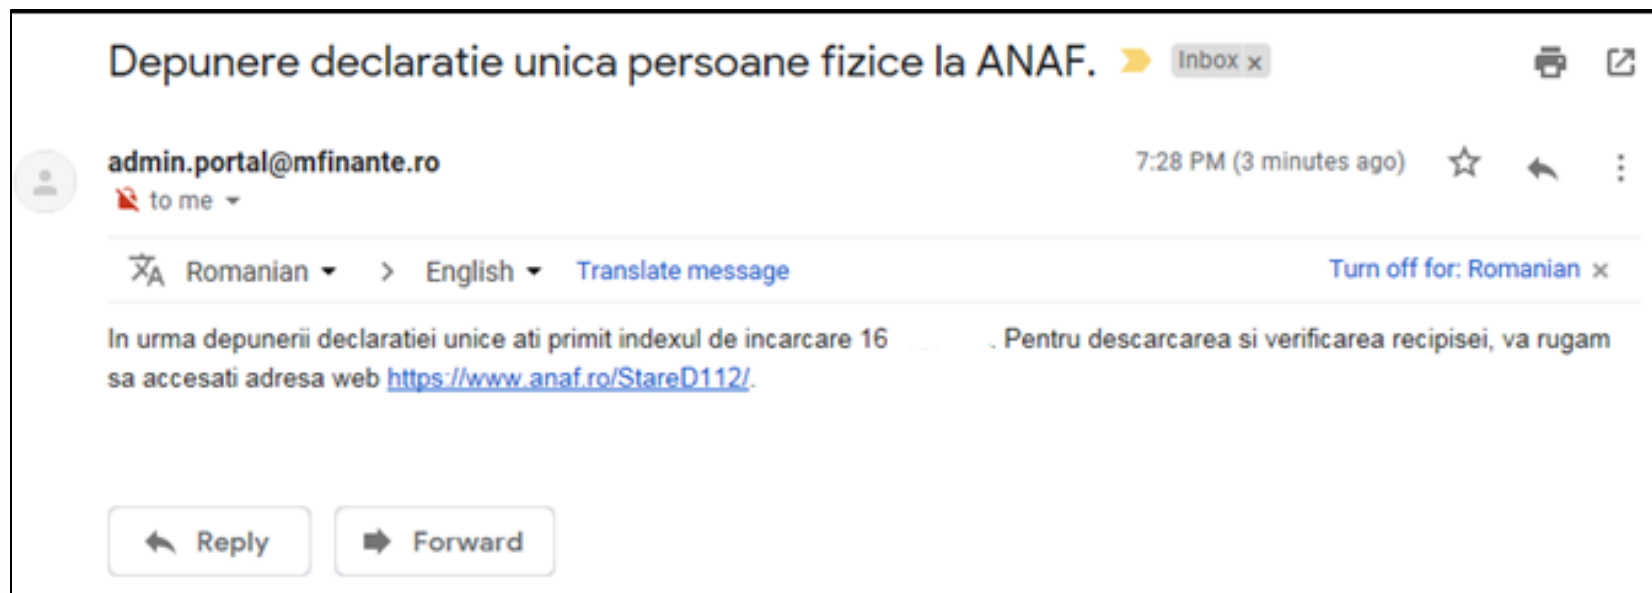 Depunere declaratie unica persoane fizice la ANAF. Inbox x
admin.portal@mfinante.ro 7:28 PM (3 minutes ago)
to me
Romanian > English Translate message Turn off for: Romanian x
In urma depunerii declaratiei unice ati primit indexul de incarcare 16 . Pentru descarcarea si verificarea recipisei, va rugam
sa accesati adresa web https://www.anaf.ro/StareD112/.
Reply Forward